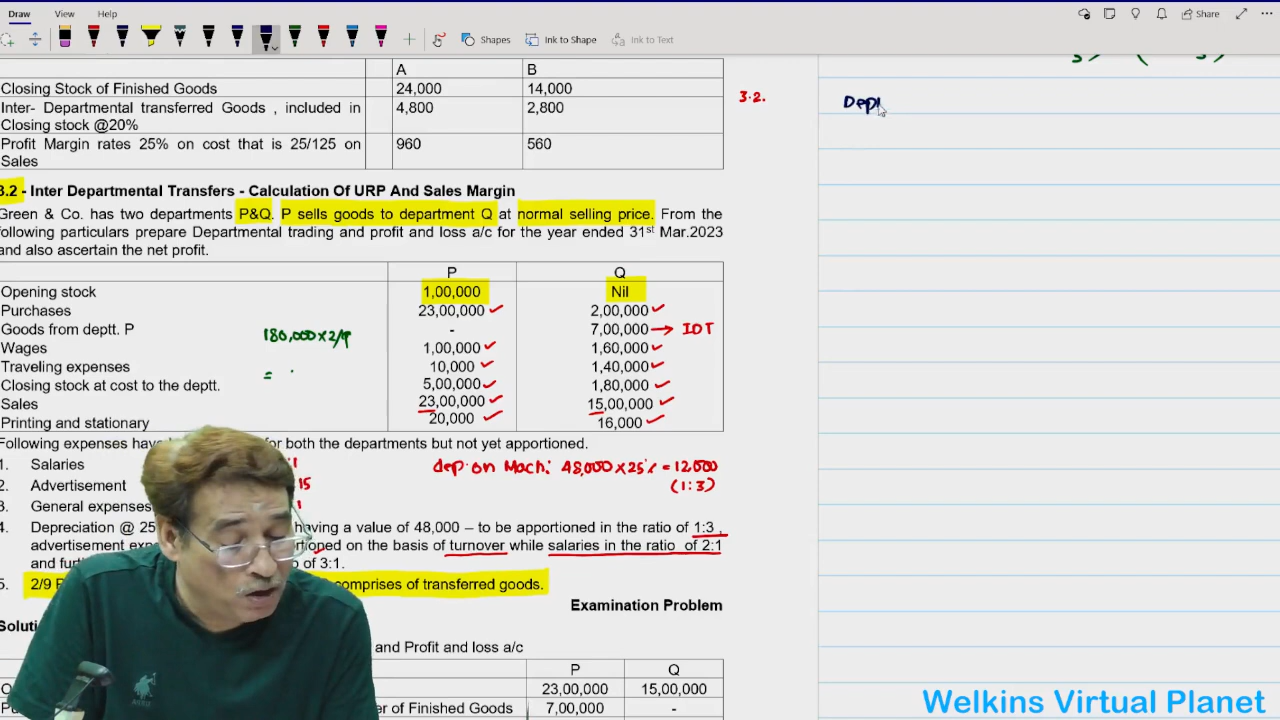 Draw View Help
Share
Shapes Ink to Shape Ink to Text
A B
Closing Stock of Finished Goods 24,000 14,000
Inter- Departmental transferred Goods , included in 4,800 2,800
Closing stock @20%
Profit Margin rates 25% on cost that is 25/125 on 960 560
Sales
3.2.
Dept
3.2 - Inter Departmental Transfers - Calculation Of URP And Sales Margin
Green & Co. has two departments P&Q. P sells goods to department Q at normal selling price. From the
following particulars prepare Departmental trading and profit and loss a/c for the year ended 31st Mar.2023
and also ascertain the net profit.
P Q
Opening stock 1,00,000 Nil
Purchases 23,00,000 2,00,000
Goods from deptt. P - 7,00,000 → IDT
180,000 x 2/9
=
Wages 1,00,000 1,60,000
Traveling expenses 10,000 1,40,000
Closing stock at cost to the deptt. 5,00,000 1,80,000
Sales 23,00,000 15,00,000
Printing and stationary 20,000 16,000
Following expenses for both the departments but not yet apportioned.
1. Salaries
2. Advertisement 15
3. General expenses
dep. on Mach: 48,000 x 25% = 12000
(1:3)
4. Depreciation @ 25 having a value of 48,000 – to be apportioned in the ratio of 1:3 ,
advertisement on the basis of turnover while salaries in the ratio of 2:1
of 3:1.
5. 2/9 comprises of transferred goods.
Examination Problem
and Profit and loss a/c
P Q
23,00,000 15,00,000
of Finished Goods 7,00,000 -
Welkins Virtual Planet